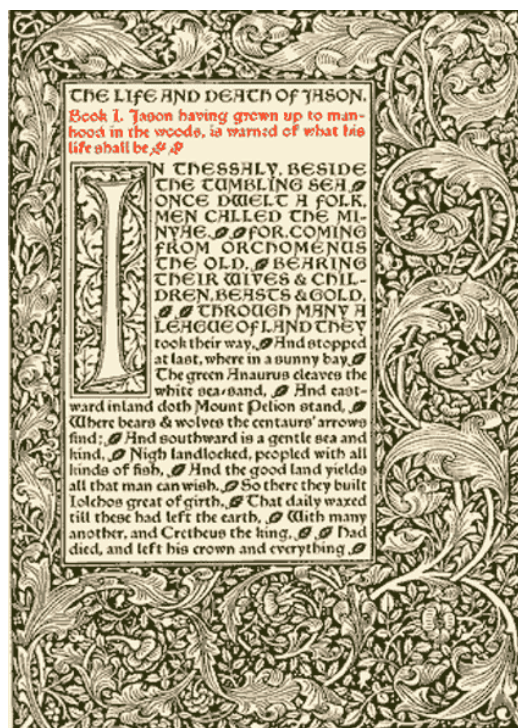 THE LIFE AND DEATH OF JASON.
Book I. Jason having grown up to man-
hood in the woods, is warned of what his
life shall be.
IN THESSALY, BESIDE
THE TUMBLING SEA,
ONCE DWELT A FOLK,
MEN CALLED THE MI-
NYAE, FOR, COMING
FROM ORCHOMENUS
THE OLD, BEARING
THEIR WIVES & CHIL-
DREN, BEASTS & GOLD,
THROUGH MANY A
LEAGUE OF LAND THEY
took their way, And stopped
at last, where in a sunny bay,
The green Anaurus cleaves the
white sea-sand, And east-
ward inland doth Mount Pelion stand,
Where bears & wolves the centaurs' arrows
find; And southward is a gentle sea and
kind, Nigh landlocked, peopled with all
kinds of fish, And the good land yields
all that man can wish. So there they built
Iolchos great of girth, That daily waxed
till these had left the earth, With many
another, and Cretheus the king, Had
died, and left his crown and everything